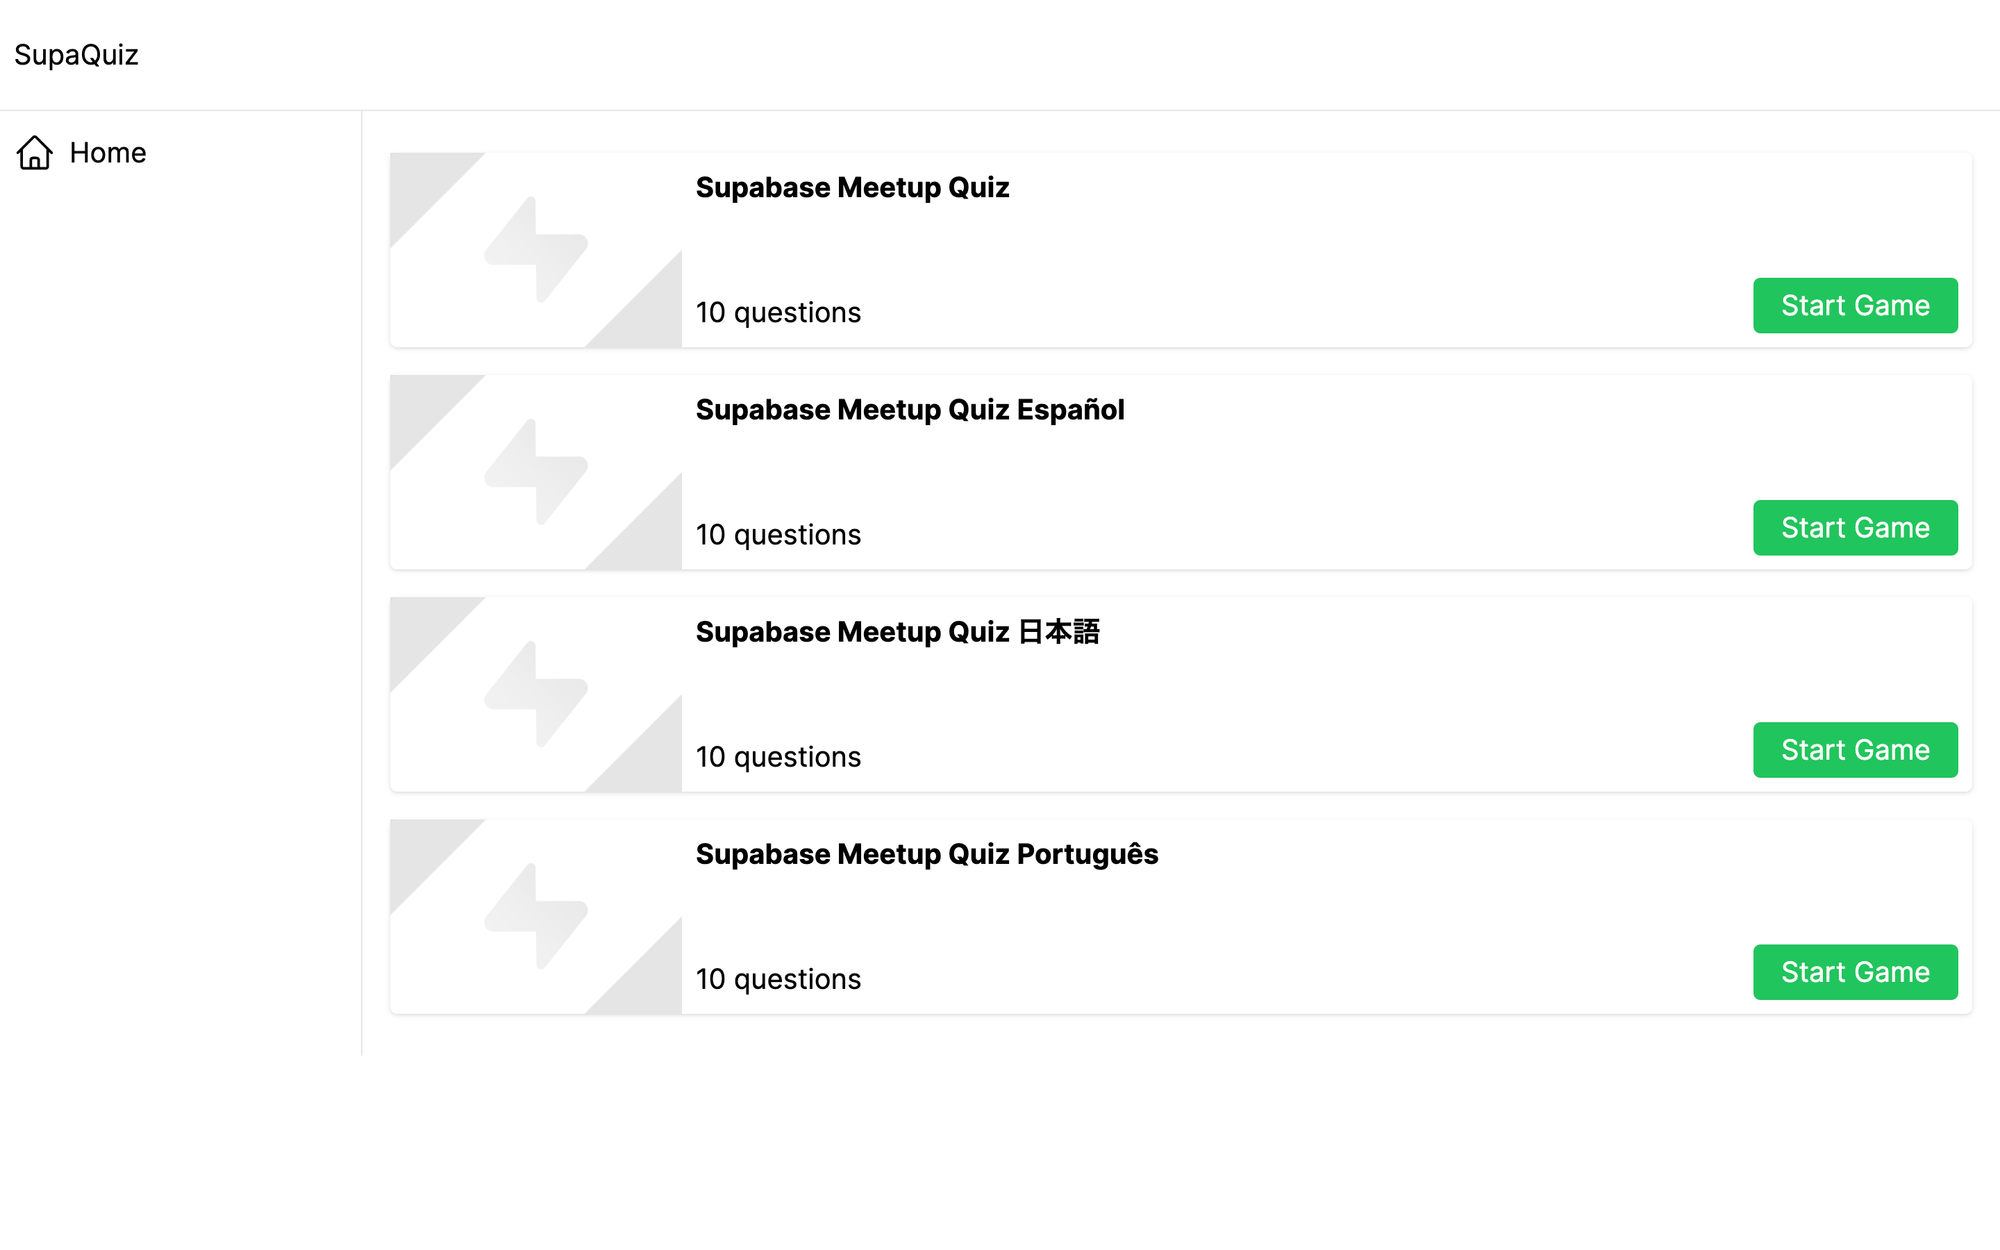 SupaQuiz
Home
Supabase Meetup Quiz
10 questions
Start Game
Supabase Meetup Quiz Español
10 questions
Start Game
Supabase Meetup Quiz 日本語
10 questions
Start Game
Supabase Meetup Quiz Português
10 questions
Start Game